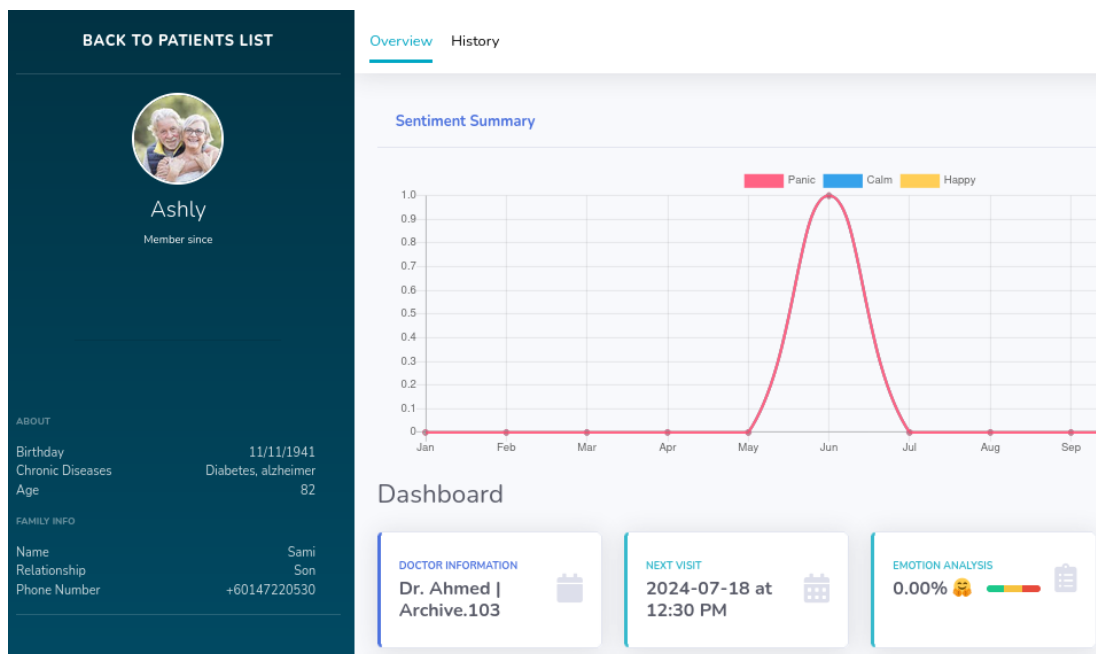 BACK TO PATIENTS LIST
Ashly
Member since
ABOUT
Birthday 11/11/1941
Chronic Diseases Diabetes, alzheimer
Age 82
FAMILY INFO
Name Sami
Relationship Son
Phone Number +60147220530
Overview History
Sentiment Summary
Panic Calm Happy
1.0
0.9
0.8
0.7
0.6
0.5
0.4
0.3
0.2
0.1
0
Jan Feb Mar Apr May Jun Jul Aug Sep
Dashboard
DOCTOR INFORMATION
Dr. Ahmed |
Archive.103
NEXT VISIT
2024-07-18 at
12:30 PM
EMOTION ANALYSIS
0.00% 🤗